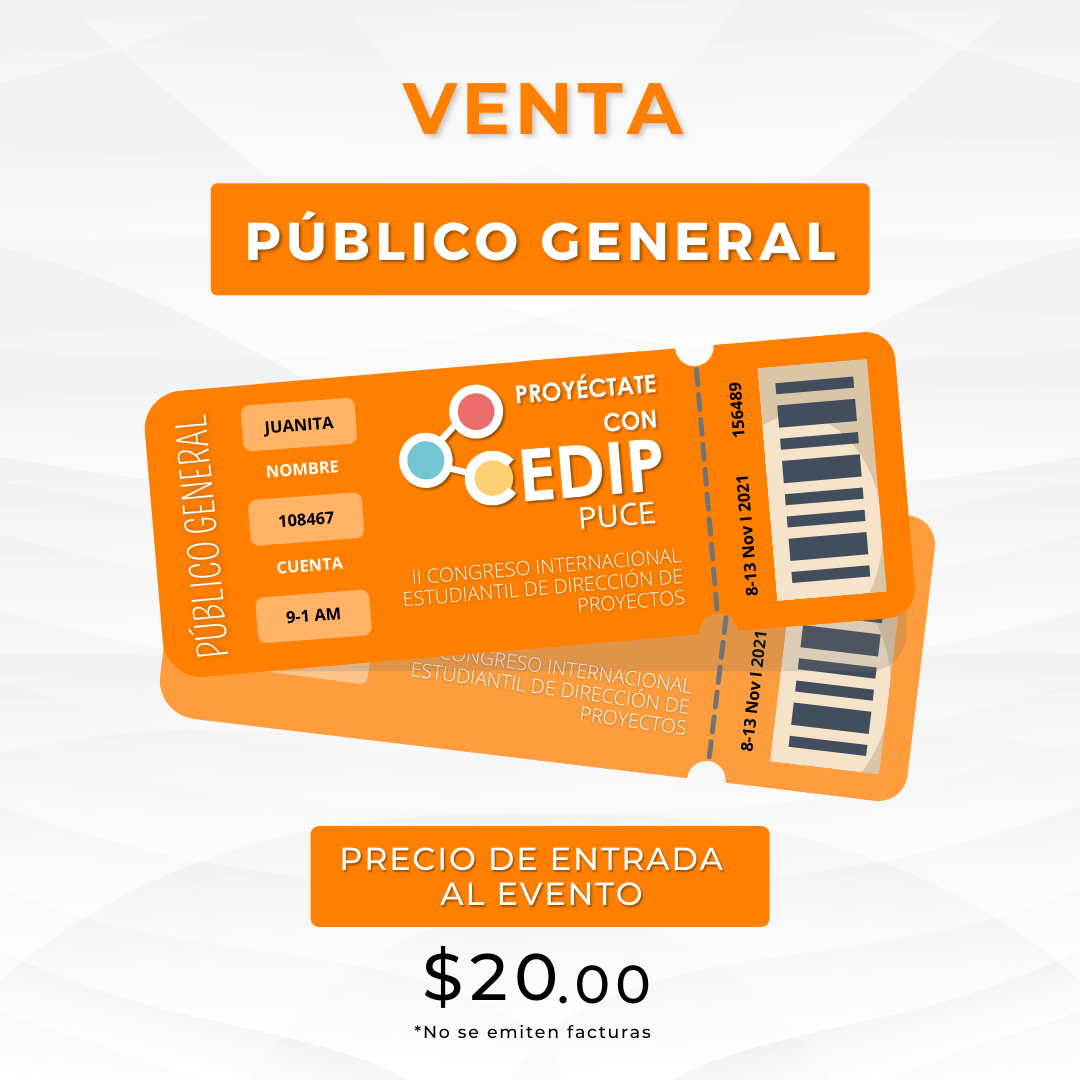 VENTA
PÚBLICO GENERAL
PÚBLICO GENERAL
JUANITA
NOMBRE
108467
CUENTA
9-1 AM
PROYÉCTATE
CON
CEDIP
PUCE
II CONGRESO INTERNACIONAL
ESTUDIANTIL DE DIRECCIÓN DE
PROYECTOS
8-13 Nov I 2021
156489
CONGRESO INTERNACIONAL
ESTUDIANTIL DE DIRECCIÓN DE
PROYECTOS
8-13 Nov I 2021
PRECIO DE ENTRADA
AL EVENTO
$20.00
*No se emiten facturas